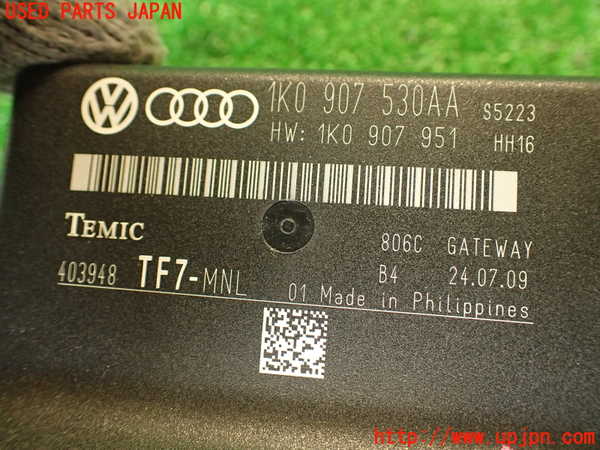 USED PARTS JAPAN
1K0 907 530AA S5223
HW: 1K0 907 951 HH16
TEMIC
806C GATEWAY
403948 TF7-MNL B4 24.07.09
01 Made in Philippines
http://www.upjpn.com/